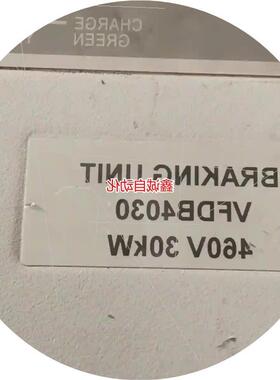 CHARGE
GREEN
BRAKING UNIT
鑫诚自动化
VFDB4030
460V 30kW